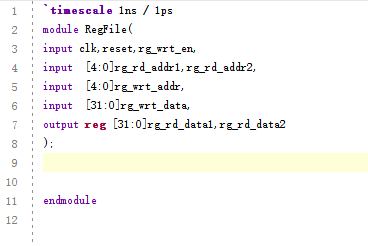 1 `timescale 1ns / 1ps
2 module RegFile(
3 input clk,reset,rg_wrt_en,
4 input [4:0]rg_rd_addr1,rg_rd_addr2,
5 input [4:0]rg_wrt_addr,
6 input [31:0]rg_wrt_data,
7 output reg [31:0]rg_rd_data1,rg_rd_data2
8 );
9
10
11 endmodule
12